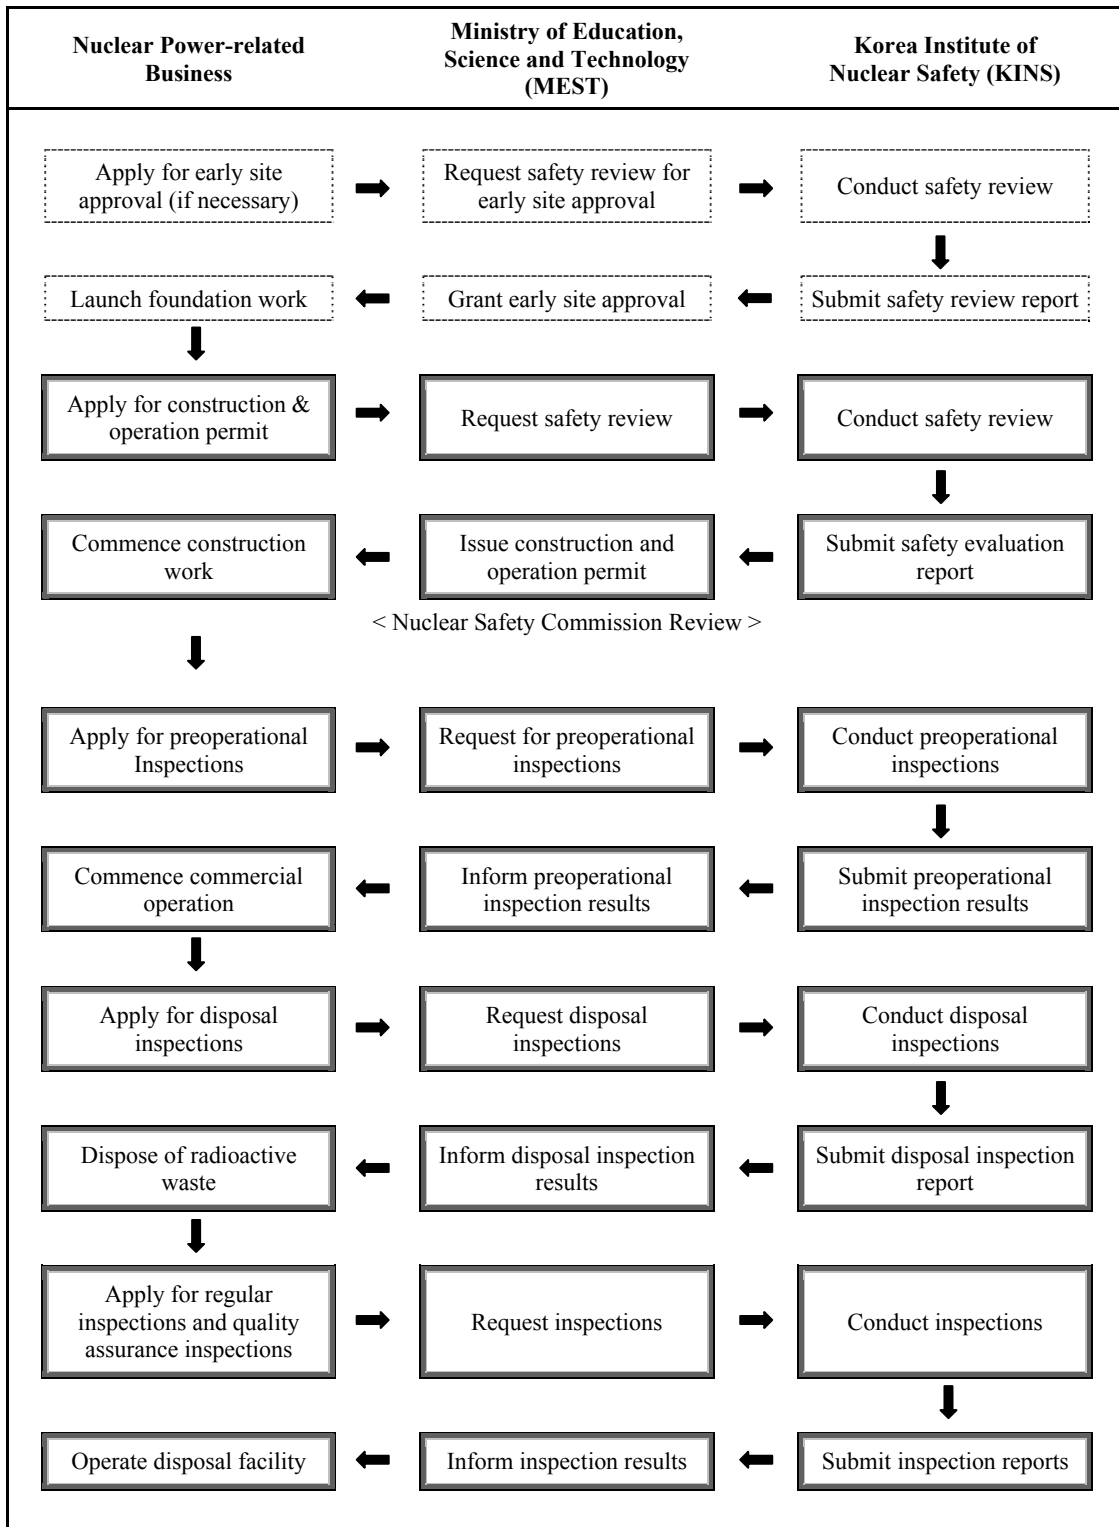 Nuclear Power-related
Business
Ministry of Education,
Science and Technology
(MEST)
Korea Institute of
Nuclear Safety (KINS)
Apply for early site
approval (if necessary)
Request safety review for
early site approval
Conduct safety review
Launch foundation work
Grant early site approval
Submit safety review report
Apply for construction &
operation permit
Request safety review
Conduct safety review
Commence construction
work
Issue construction and
operation permit
Submit safety evaluation
report
< Nuclear Safety Commission Review >
Apply for preoperational
Inspections
Request for preoperational
inspections
Conduct preoperational
inspections
Commence commercial
operation
Inform preoperational
inspection results
Submit preoperational
inspection results
Apply for disposal
inspections
Request disposal
inspections
Conduct disposal
inspections
Dispose of radioactive
waste
Inform disposal inspection
results
Submit disposal inspection
report
Apply for regular
inspections and quality
assurance inspections
Request inspections
Conduct inspections
Operate disposal facility
Inform inspection results
Submit inspection reports